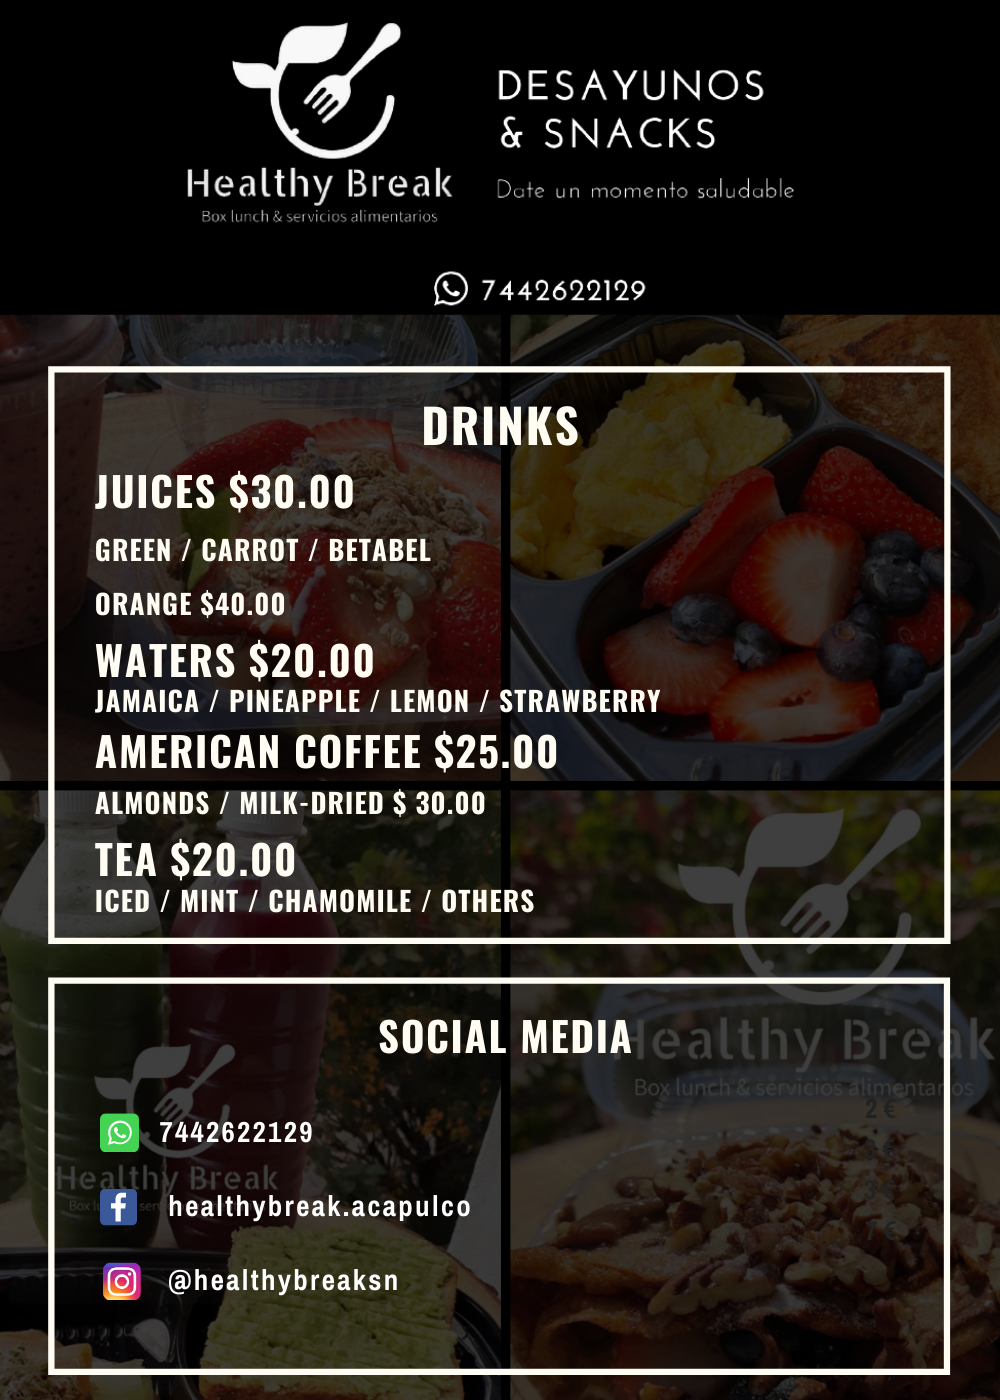 Healthy Break
Box lunch & servicios alimentarios
DESAYUNOS
& SNACKS
Date un momento saludable
7442622129
DRINKS
JUICES $30.00
GREEN / CARROT / BETABEL
ORANGE $40.00
WATERS $20.00
JAMAICA / PINEAPPLE / LEMON / STRAWBERRY
AMERICAN COFFEE $25.00
ALMONDS / MILK-DRIED $ 30.00
TEA $20.00
ICED / MINT / CHAMOMILE / OTHERS
SOCIAL MEDIA
Healthy Break
Box lunch & servicios alimentarios
2 €
7442622129
Healthy Break
healthybreak.acapulco
@healthybreaksn